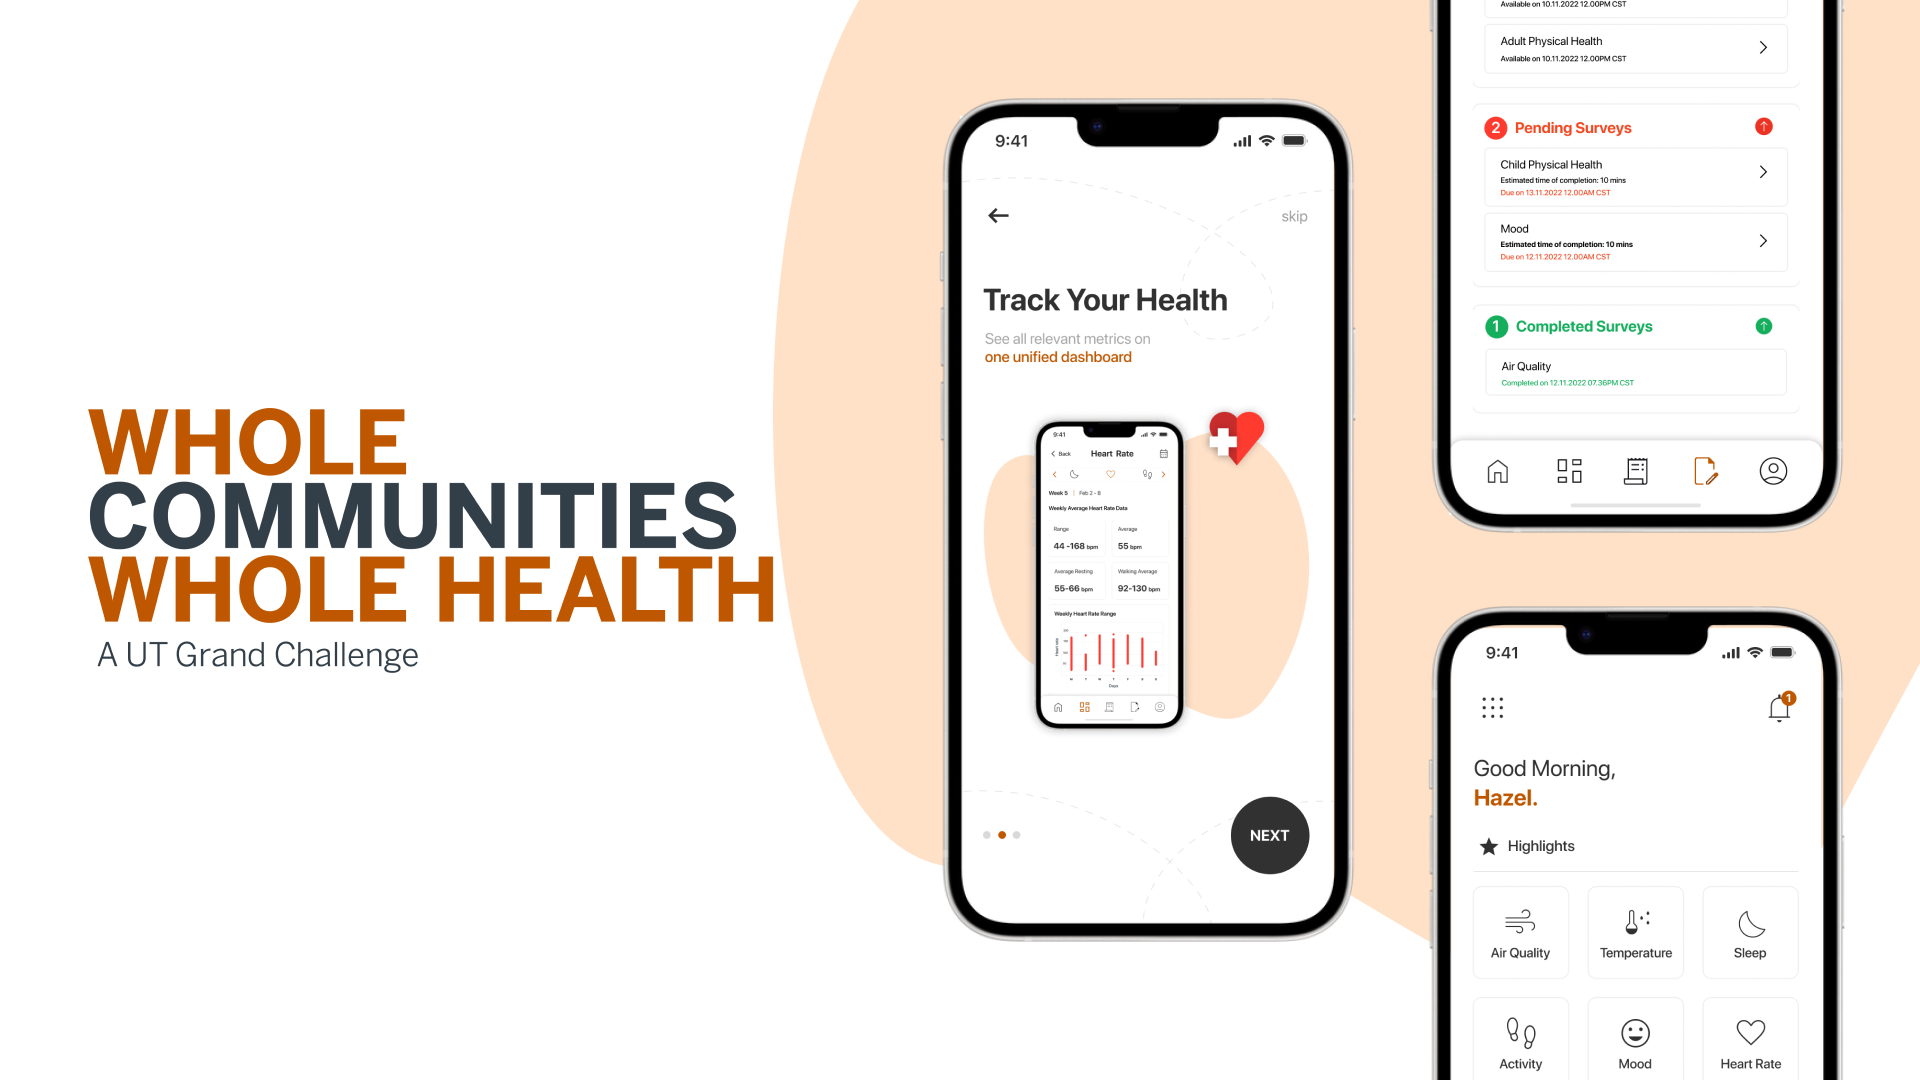 WHOLE
COMMUNITIES
WHOLE HEALTH
A UT Grand Challenge
9:41
skip
Track Your Health
See all relevant metrics on
one unified dashboard
9:41
Back
Heart Rate
Week 5 | Feb 2 - 8
Weekly Average Heart Rate Data
Range
Average
44 -168 bpm
55 bpm
Average Resting
Walking Average
55-66 bpm
92-130 bpm
Weekly Heart Rate Range
Heart rate
M T W T F S S
Days
NEXT
Available on 10.11.2022 12.00PM CST
Adult Physical Health
Available on 10.11.2022 12.00PM CST
2 Pending Surveys
Child Physical Health
Estimated time of completion: 10 mins
Due on 13.11.2022 12.00AM CST
Mood
Estimated time of completion: 10 mins
Due on 12.11.2022 12.00AM CST
1 Completed Surveys
Air Quality
Completed on 12.11.2022 07.36PM CST
9:41
1
Good Morning,
Hazel.
Highlights
Air Quality
Temperature
Sleep
Activity
Mood
Heart Rate